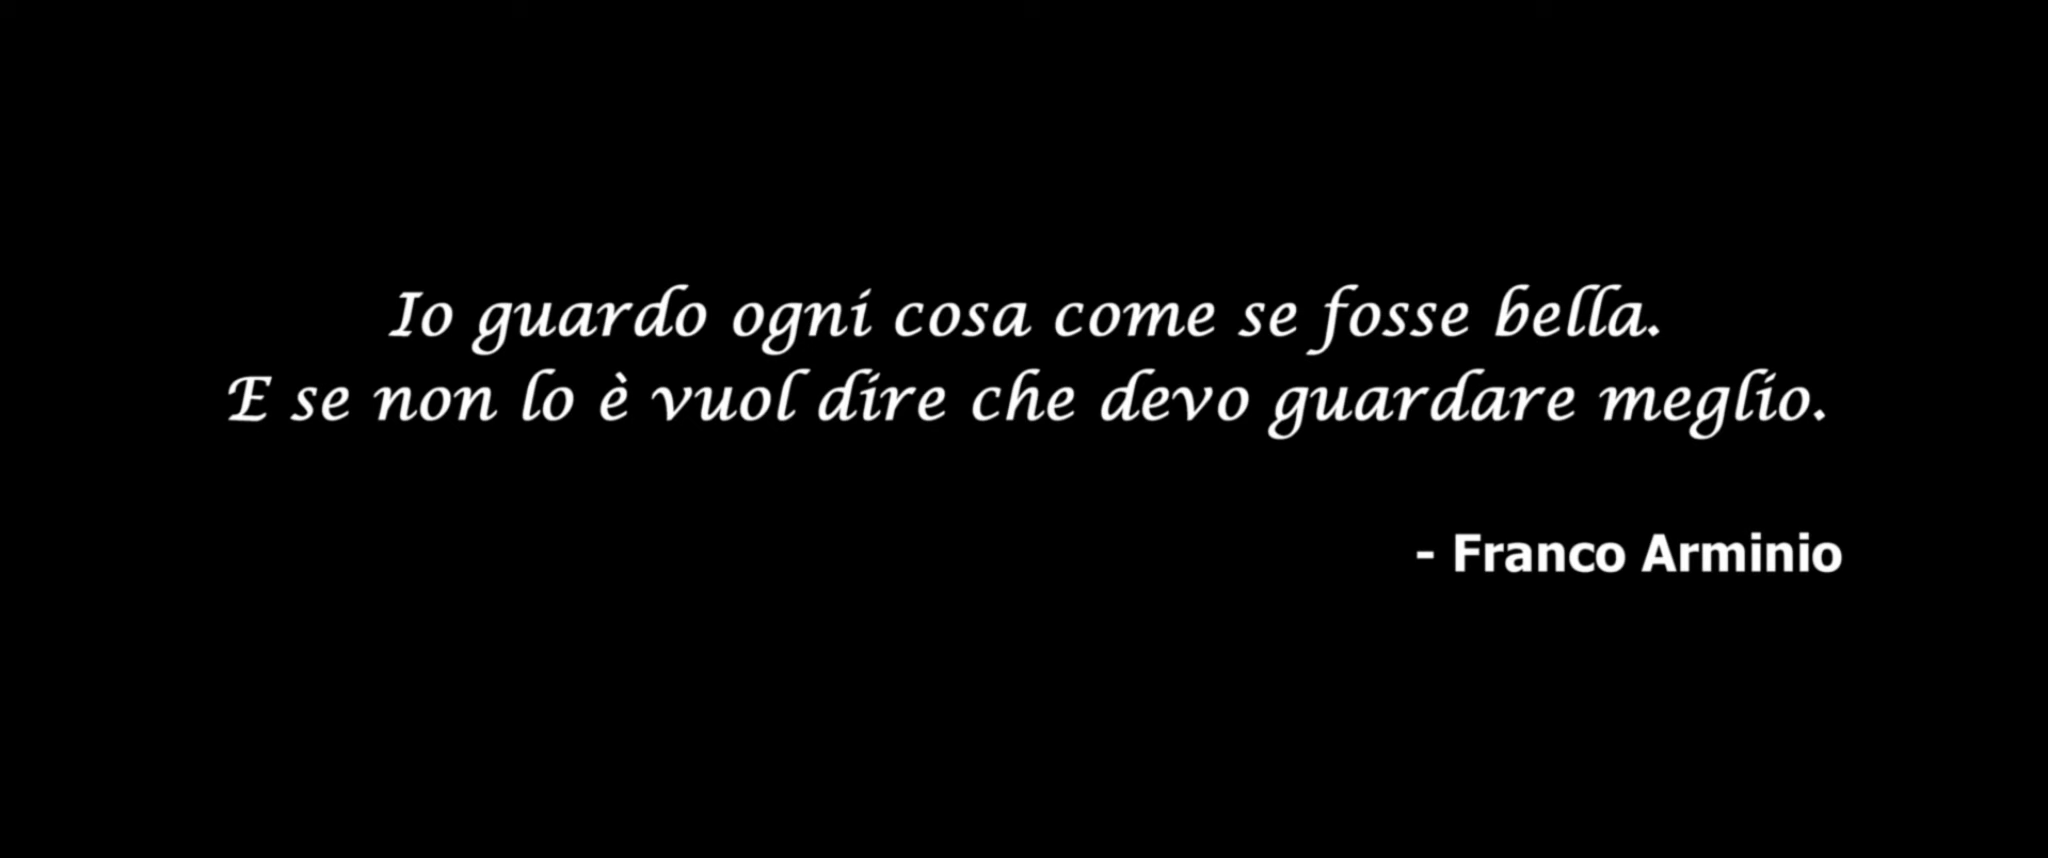 Io guardo ogni cosa come se fosse bella.
E se non lo è vuol dire che devo guardare meglio.
- Franco Arminio